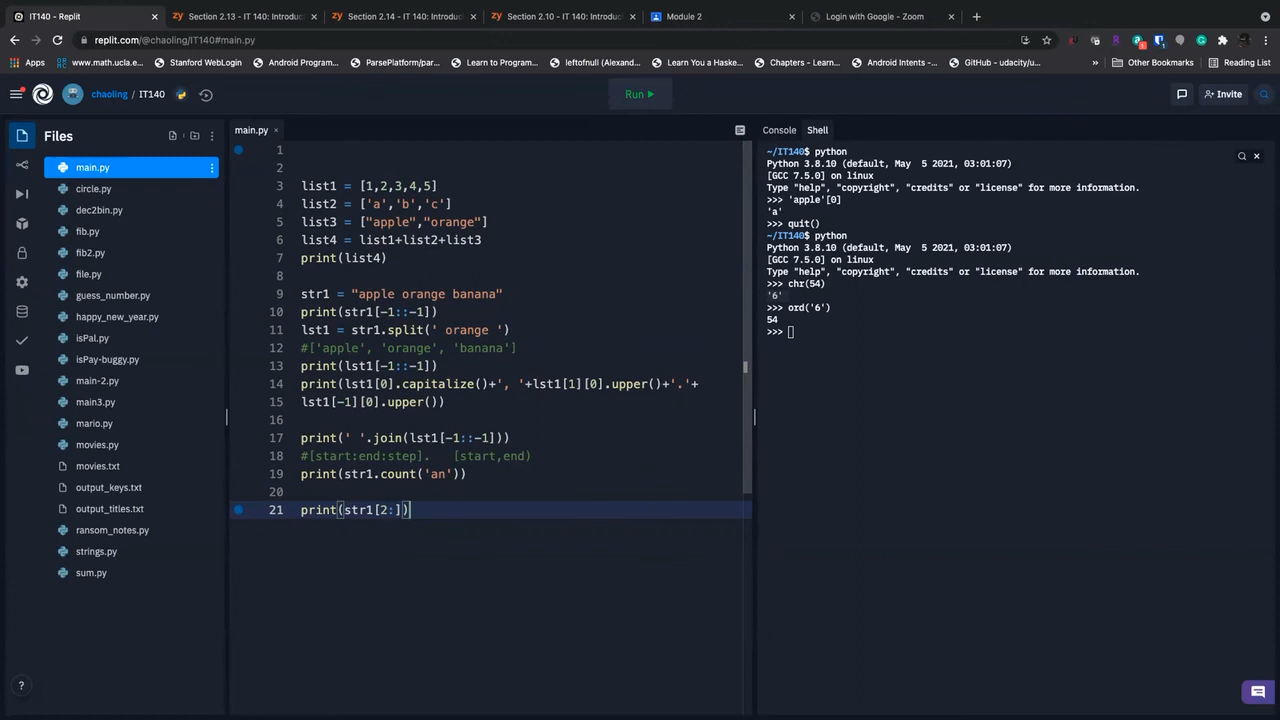 IT140 - Replit
Section 2.13 - IT 140: Introduc
Section 2.14 - IT 140: Introduc
Section 2.10 - IT 140: Introduct
Module 2
Login with Google - Zoom
replit.com/@chaoling/IT140#main.py
Apps
www.math.ucla.e...
Stanford WebLogin
Android Programm...
ParsePlatform/par...
Learn to Program...
leftofnull (Alexand...
Learn You a Haske...
Chapters - Learn...
Android Intents -...
GitHub - udacity/u...
»
Other Bookmarks
Reading List
chaoling / IT140
Run
Invite
Files
main.py
circle.py
dec2bin.py
fib.py
fib2.py
file.py
guess_number.py
happy_new_year.py
isPal.py
isPay-buggy.py
main-2.py
main3.py
mario.py
movies.py
movies.txt
output_keys.txt
output_titles.txt
ransom_notes.py
strings.py
sum.py
?
main.py
1
2
3 list1 = [1,2,3,4,5]
4 list2 = ['a','b','c']
5 list3 = ["apple","orange"]
6 list4 = list1+list2+list3
7 print(list4)
8
9 str1 = "apple orange banana"
10 print(str1[-1::-1])
11 lst1 = str1.split(' orange ')
12 #['apple', 'orange', 'banana']
13 print(lst1[-1::-1])
14 print(lst1[0].capitalize()+', '+lst1[1][0].upper()+'.'+
15 lst1[-1][0].upper())
16
17 print(' '.join(lst1[-1::-1]))
18 #[start:end:step]. [start,end)
19 print(str1.count('an'))
20
21 print(str1[2:])
Console
Shell
~/IT140$ python
Python 3.8.10 (default, May 5 2021, 03:01:07)
[GCC 7.5.0] on linux
Type "help", "copyright", "credits" or "license" for more information.
>>> 'apple'[0]
'a'
>>> quit()
~/IT140$ python
Python 3.8.10 (default, May 5 2021, 03:01:07)
[GCC 7.5.0] on linux
Type "help", "copyright", "credits" or "license" for more information.
>>> chr(54)
'6'
>>> ord('6')
54
>>>